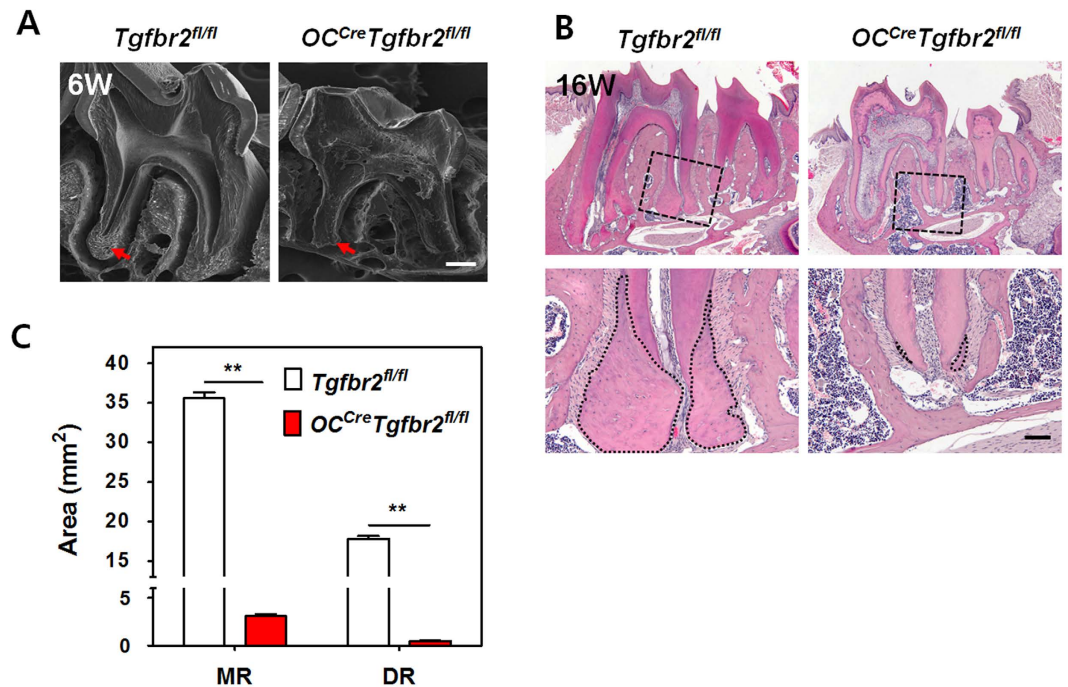 A
Tgfbr2fl/fl
OCCreTgfbr2fl/fl
6W
B
Tgfbr2fl/fl
OCCreTgfbr2fl/fl
16W
C
Area (mm2)
40
35
30
25
20
15
5
0
**
**
Tgfbr2fl/fl
OCCreTgfbr2fl/fl
MR
DR